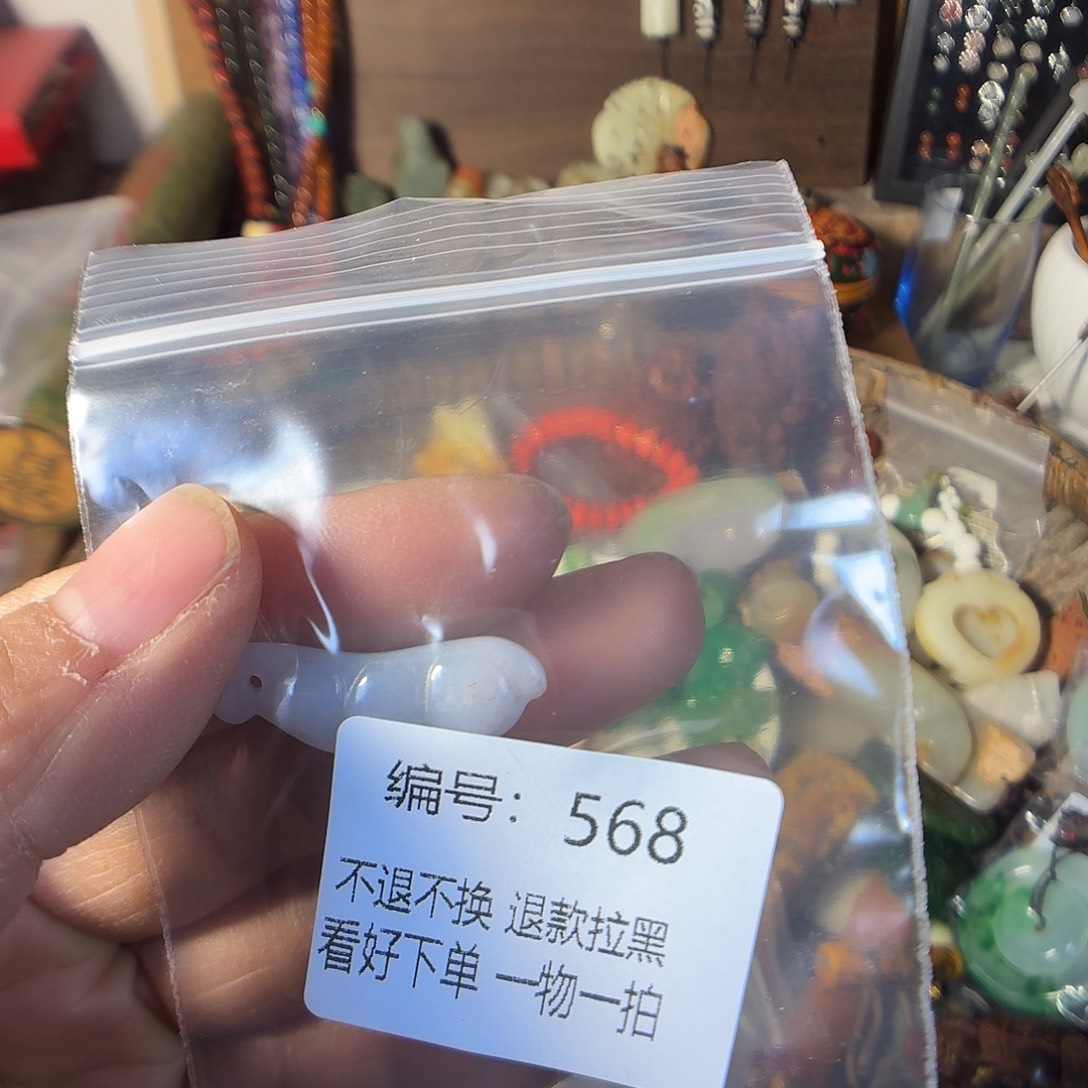 编号：568
不退不换 退款拉黑
看好下单 一物一拍